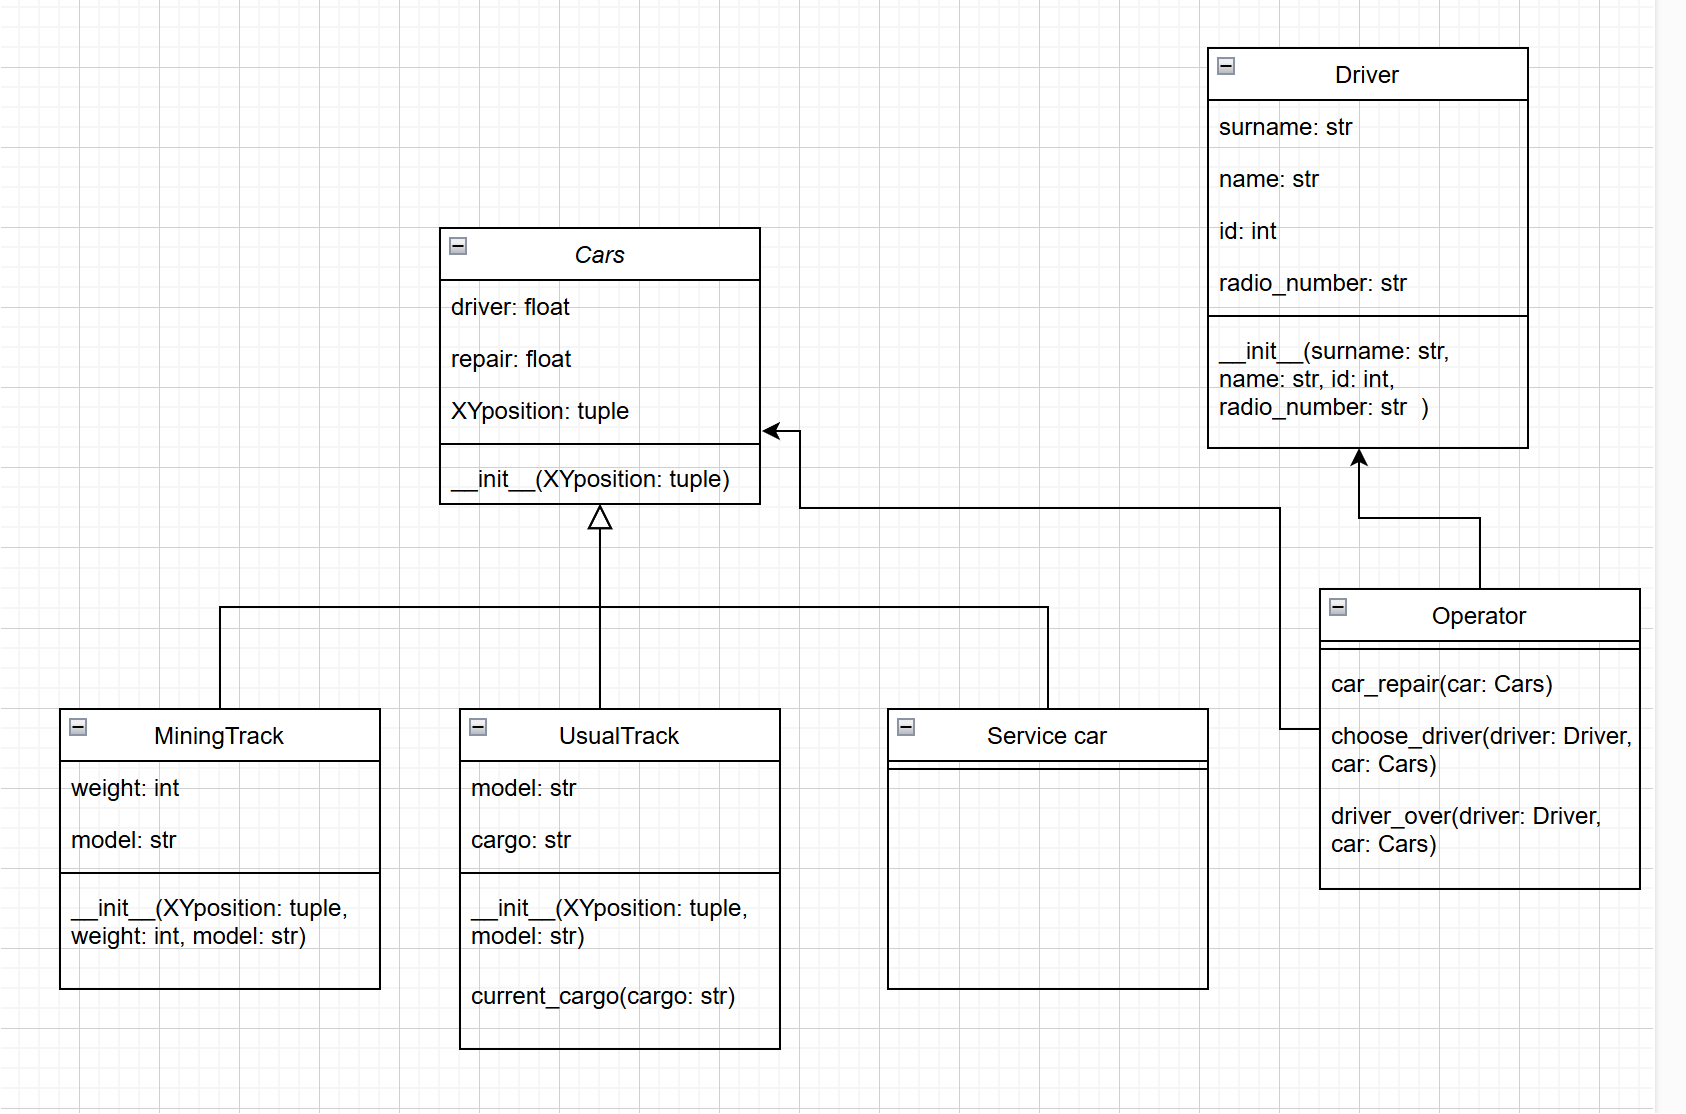 Driver
surname: str
name: str
id: int
radio_number: str
__init__(surname: str,
name: str, id: int,
radio_number: str  )
Cars
driver: float
repair: float
XYposition: tuple
__init__(XYposition: tuple)
Operator
car_repair(car: Cars)
choose_driver(driver: Driver,
car: Cars)
driver_over(driver: Driver,
car: Cars)
MiningTrack
weight: int
model: str
__init__(XYposition: tuple,
weight: int, model: str)
UsualTrack
model: str
cargo: str
__init__(XYposition: tuple,
model: str)
current_cargo(cargo: str)
Service car